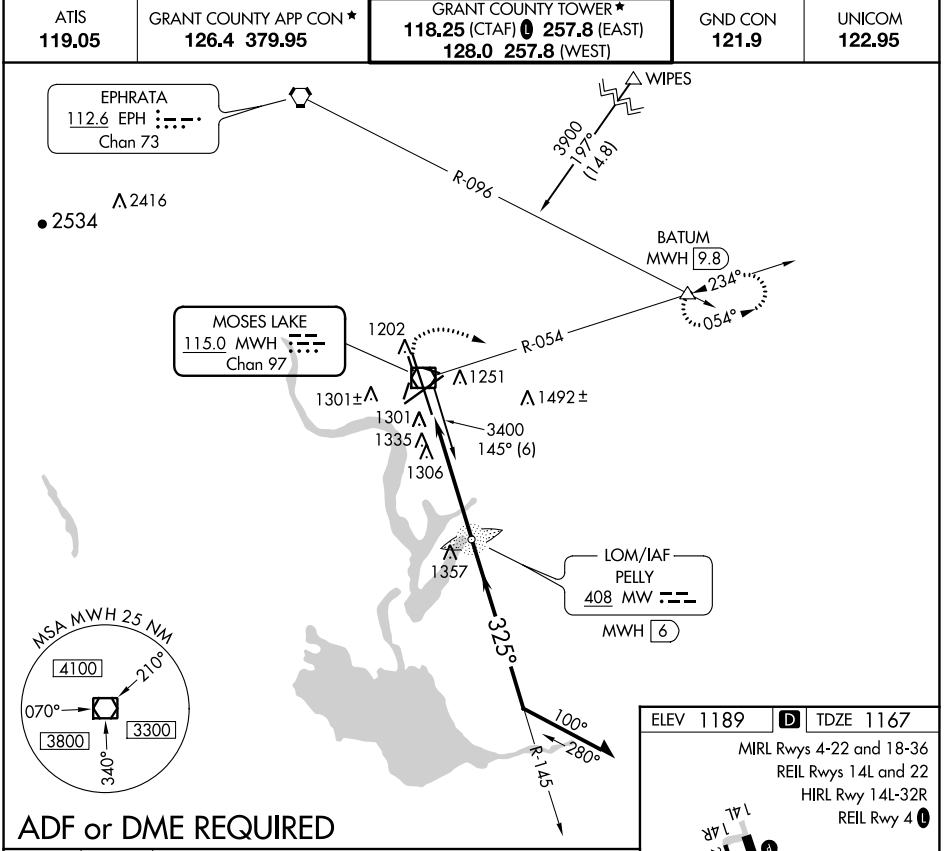 ATIS
119.05
GRANT COUNTY APP CON ★
126.4 379.95
GRANT COUNTY TOWER ★
118.25 (CTAF) L 257.8 (EAST)
128.0 257.8 (WEST)
GND CON
121.9
UNICOM
122.95
EPHRATA
112.6 EPH
Chan 73
WIPES
3900
197°
(14.8)
R-096
2416
2534
BATUM
MWH 9.8
234°
054°
MOSES LAKE
115.0 MWH
Chan 97
1202
R-054
1251
1301±
1492±
1301
3400
145° (6)
1335
1306
1357
LOM/IAF
PELLY
408 MW
MWH 6
325°
MSA MWH 25 NM
4100
210°
070°
3800
3300
340°
100°
280°
R-145
ADF or DME REQUIRED
ELEV 1189
D
TDZE 1167
MIRL Rwys 4-22 and 18-36
REIL Rwys 14L and 22
HIRL Rwy 14L-32R
REIL Rwy 4 L
14L
14R